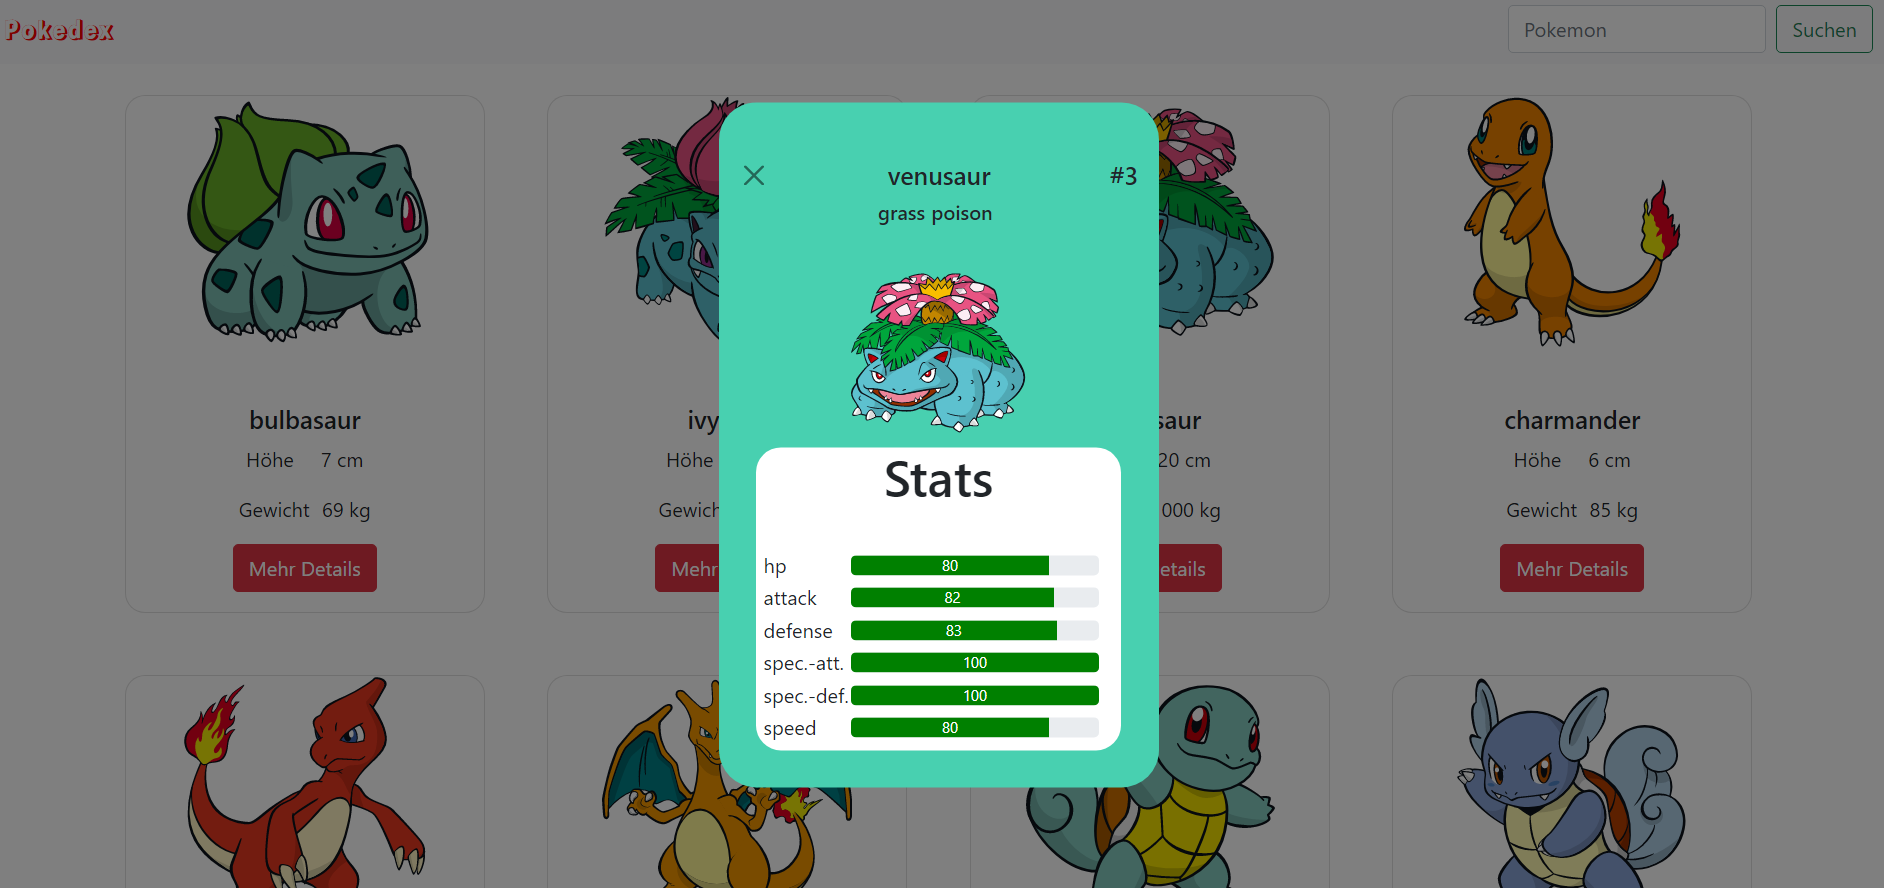 Pokedex
Pokemon
Suchen
venusaur
#3
grass poison
Stats
hp 80
attack 82
defense 83
spec.-att. 100
spec.-def. 100
speed 80
bulbasaur
Höhe 7 cm
Gewicht 69 kg
Mehr Details
ivy
Höhe
Gewich
Mehr
saur
20 cm
000 kg
etails
charmander
Höhe 6 cm
Gewicht 85 kg
Mehr Details